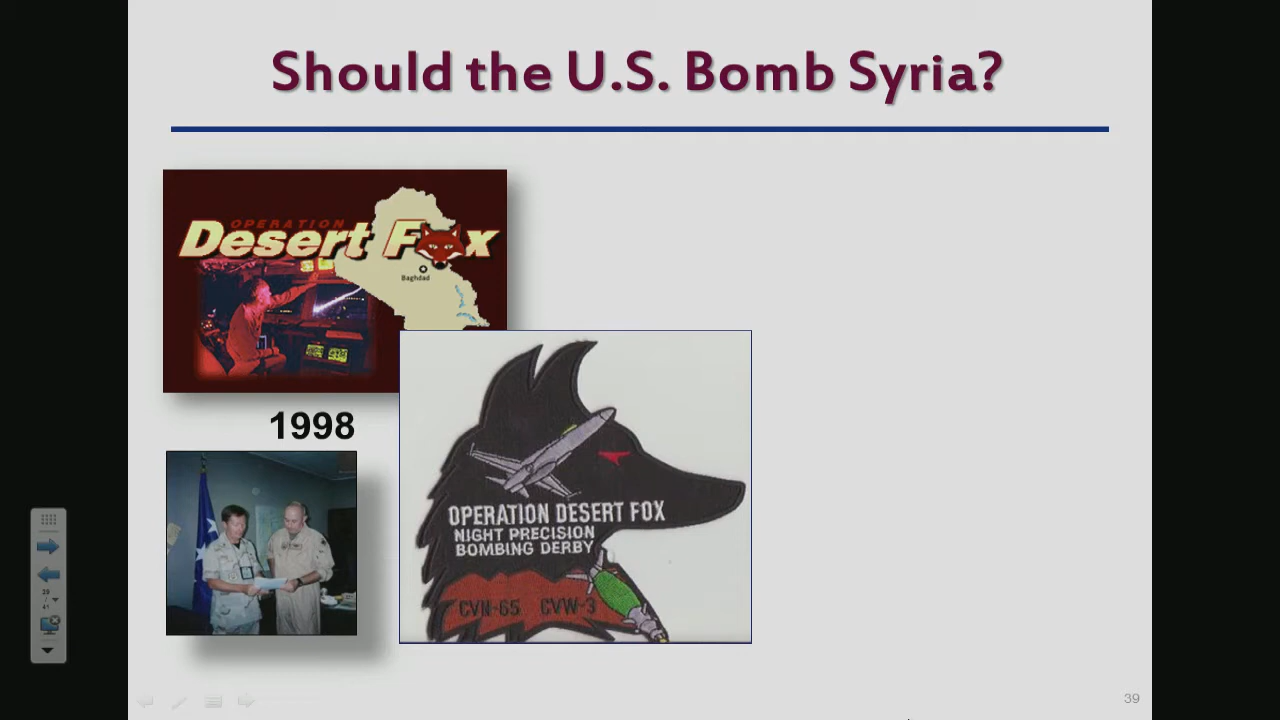 Should the U.S. Bomb Syria?
OPERATION
Desert Fox
Baghdad
1998
OPERATION DESERT FOX
NIGHT PRECISION
BOMBING DERBY
CVN-65 CVW-3
39